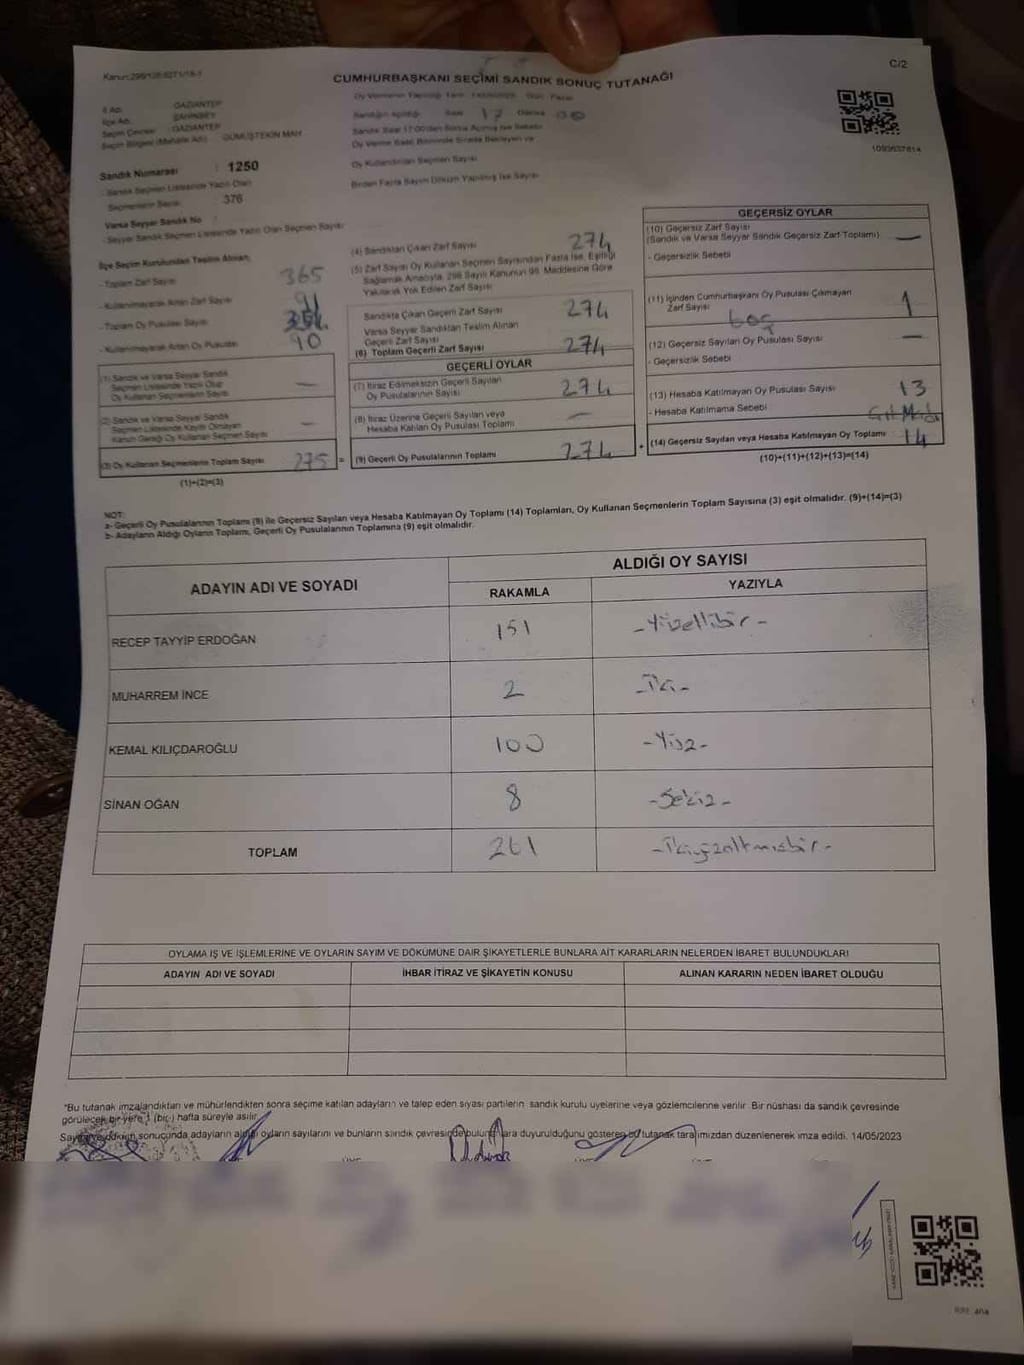 Kanun:298/128-6271/18-1
C/2
CUMHURBAŞKANI SEÇİMİ SANDIK SONUÇ TUTANAĞI
İl Adı: GAZİANTEP
İlçe Adı: ŞAHİNBEY
Seçim Çevresi: GAZİANTEP
Seçim Bölgesi (Mahalle Adı): GÜMÜŞTEKİN MAH
Oy Kullandırılan Seçmen Sayısı
Birden Fazla Sayım Döküm Yapılmış İse Sayısı
1093637614
Sandık Numarası : 1250
- Sandık Seçmen Listesinde Yazılı Olan
Seçmenlerin Sayısı : 376
Varsa Seyyar Sandık No :
- Seyyar Sandık Seçmen Listesinde Yazılı Olan Seçmen Sayısı
İlçe Seçim Kurulundan Teslim Alınan,
- Toplam Zarf Sayısı 365
- Kullanılmayarak Artan Zarf Sayısı 91
- Toplam Oy Pusulası Sayısı
- Kullanılmayarak Artan Oy Pusulası 90
(1) Sandık ve Varsa Seyyar Sandık
Seçmen Listesinde Yazılı Olup
Oy Kullanan Seçmenlerin Sayısı —
(2) Sandık ve Varsa Seyyar Sandık
Seçmen Listesinde Kayıtlı Olmayan
Kanun Gereği Oy Kullanan Seçmen Sayısı —
(3) Oy Kullanan Seçmenlerin Toplam Sayısı 275 =
(1)+(2)=(3)
(4) Sandıktan Çıkan Zarf Sayısı 274
(5) Zarf Sayısı Oy Kullanan Seçmen Sayısından Fazla İse, Eşitliği
Sağlamak Amacıyla, 298 Sayılı Kanunun 98. Maddesine Göre
Yakılarak Yok Edilen Zarf Sayısı
Sandıkta Çıkan Geçerli Zarf Sayısı 274
Varsa Seyyar Sandıktan Teslim Alınan
Geçerli Zarf Sayısı
(6) Toplam Geçerli Zarf Sayısı 274
GEÇERLİ OYLAR
(7) İtiraz Edilmeksizin Geçerli Sayılan
Oy Pusulalarının Sayısı 274
(8) İtiraz Üzerine Geçerli Sayılan veya
Hesaba Katılan Oy Pusulası Toplamı —
(9) Geçerli Oy Pusulalarının Toplamı 274 +
GEÇERSİZ OYLAR
(10) Geçersiz Zarf Sayısı
(Sandık ve Varsa Seyyar Sandık Geçersiz Zarf Toplamı) —
- Geçersizlik Sebebi
(11) İçinden Cumhurbaşkanı Oy Pusulası Çıkmayan
Zarf Sayısı boş 1
(12) Geçersiz Sayılan Oy Pusulası Sayısı —
- Geçersizlik Sebebi
(13) Hesaba Katılmayan Oy Pusulası Sayısı 13
- Hesaba Katılmama Sebebi
(14) Geçersiz Sayılan veya Hesaba Katılmayan Oy Toplamı 14
(10)+(11)+(12)+(13)=(14)
NOT:
a- Geçerli Oy Pusulalarının Toplamı (9) ile Geçersiz Sayılan veya Hesaba Katılmayan Oy Toplamı (14) Toplamları, Oy Kullanan Seçmenlerin Toplam Sayısına (3) eşit olmalıdır. (9)+(14)=(3)
b- Adayların Aldığı Oyların Toplamı, Geçerli Oy Pusulalarının Toplamına (9) eşit olmalıdır.
ADAYIN ADI VE SOYADI
ALDIĞI OY SAYISI
RAKAMLA YAZIYLA
RECEP TAYYİP ERDOĞAN 151 -Yüzellibir-
MUHARREM İNCE 2 -İki-
KEMAL KILIÇDAROĞLU 100 -Yüz-
SİNAN OĞAN 8 -Sekiz-
TOPLAM 261 -İkiyüzaltmışbir-
OYLAMA İŞ VE İŞLEMLERİNE VE OYLARIN SAYIM VE DÖKÜMÜNE DAİR ŞİKAYETLERLE BUNLARA AİT KARARLARIN NELERDEN İBARET BULUNDUKLARI
ADAYIN ADI VE SOYADI İHBAR İTİRAZ VE ŞİKAYETİN KONUSU ALINAN KARARIN NEDEN İBARET OLDUĞU
"Bu tutanak imzalandıktan ve mühürlendikten sonra seçime katılan adayların ve talep eden siyasi partilerin sandık kurulu üyelerine veya gözlemcilerine verilir. Bir nüshası da sandık çevresinde
görülecek bir yere 1 (bir) hafta süreyle asılır.
Sayım ve döküm sonucunda adayların aldığı oyların sayılarını ve bunların sandık çevresinde bulunanlara duyurulduğunu gösteren bu tutanak tarafımızdan düzenlenerek imza edildi. 14/05/2023